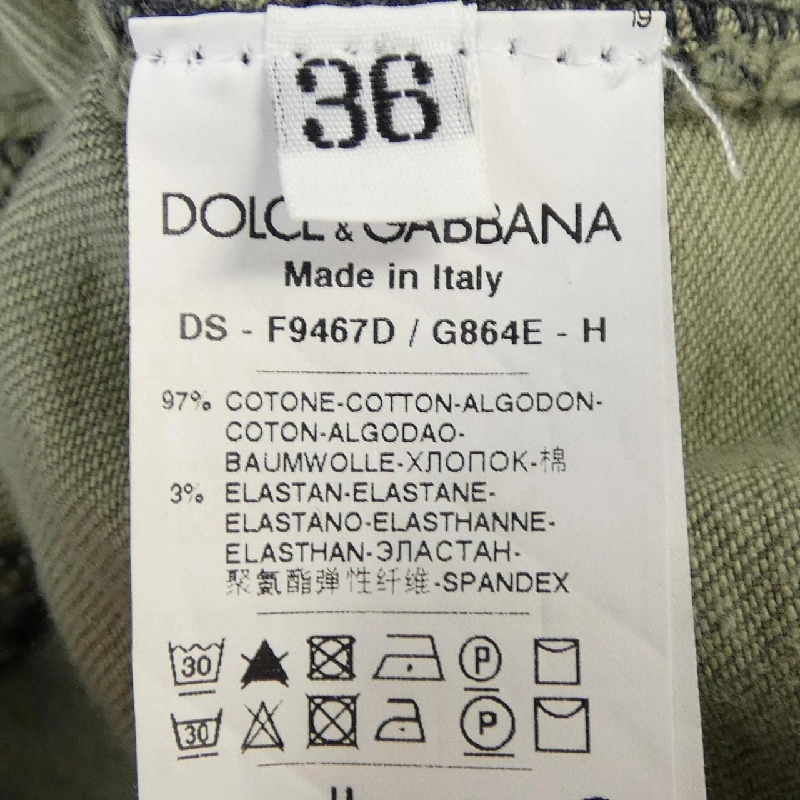 19
36
DOLCE & GABBANA
Made in Italy
DS - F9467D / G864E - H
97% COTONE-COTTON-ALGODON-
COTON-ALGODAO-
BAUMWOLLE-ХЛОПОК-棉
3% ELASTAN-ELASTANE-
ELASTANO-ELASTHANNE-
ELASTHAN-ЭЛАСТАН-
聚氨酯弹性纤维-SPANDEX
30 P
30 P